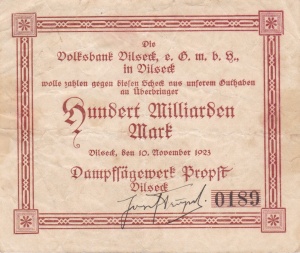 Die
Volksbank Vilseck, e. G. m. b. H.,
in Vilseck
wolle zahlen gegen diesen Scheck aus unserem Guthaben
an Überbringer
Hundert Milliarden
Mark
Vilseck, den 10. November 1923
Dampfsägewerk Propst
Vilseck
0189